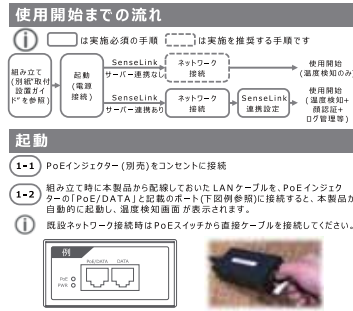 使用開始までの流れ
は実施必須の手順
は実施を推奨する手順です
組み立て
(別紙"取付
設置ガイ
ド"を参照)
起動
(電源
接続)
SenseLink
サーバー連携なし
ネットワーク
接続
使用開始
(温度検知のみ)
SenseLink
サーバー連携あり
ネットワーク
接続
SenseLink
連携設定
使用開始
(温度検知+
顔認証+
ログ管理等)
起動
1-1 PoEインジェクター(別売)をコンセントに接続
1-2 組み立て時に本製品から配線しておいたLANケーブルを、PoEインジェク
ターの「PoE/DATA」と記載のポート(下図例参照)に接続すると、本製品が
自動的に起動し、温度検知画面が表示されます。
既設ネットワーク接続時はPoEスイッチから直接ケーブルを接続してください。
例
PoE/DATA DATA
PoE
PWR